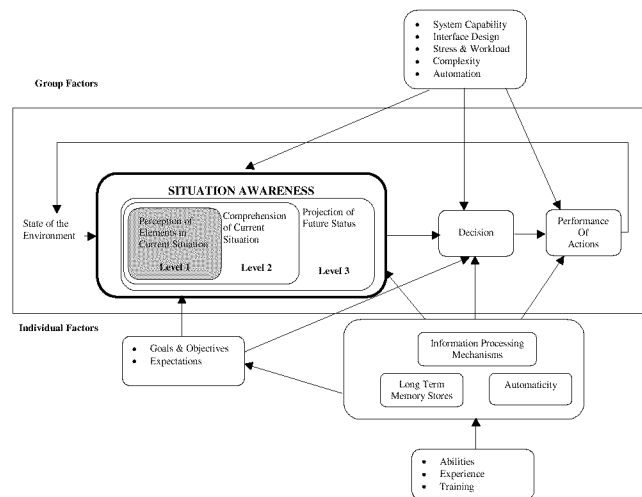 • System Capability
• Interface Design
• Stress & Workload
• Complexity
• Automation
Group Factors
SITUATION AWARENESS
State of the
Environment
Perception of
Elements in
Current Situation
Level 1
Comprehension
of Current
Situation
Level 2
Projection of
Future Status
Level 3
Decision
Performance
Of
Actions
Individual Factors
• Goals & Objectives
• Expectations
Information Processing
Mechanisms
Long Term
Memory Stores
Automaticity
• Abilities
• Experience
• Training